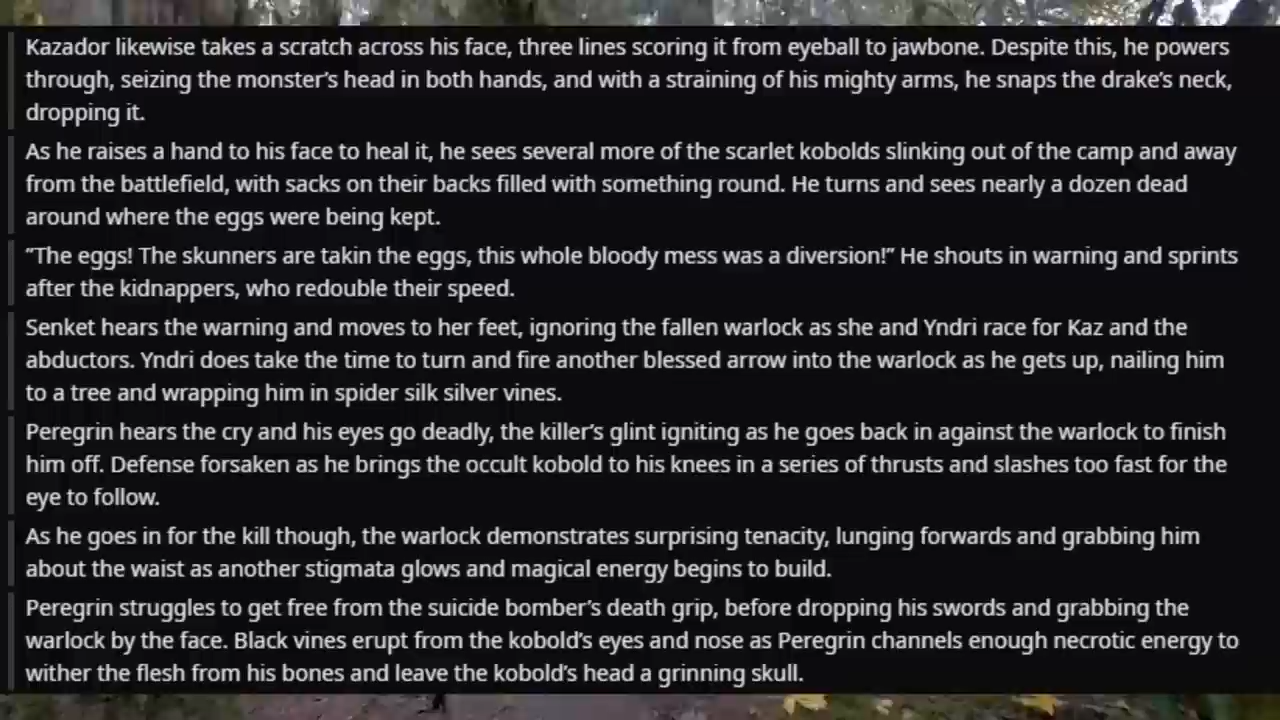 Kazador likewise takes a scratch across his face, three lines scoring it from eyeball to jawbone. Despite this, he powers
through, seizing the monster’s head in both hands, and with a straining of his mighty arms, he snaps the drake’s neck,
dropping it.
As he raises a hand to his face to heal it, he sees several more of the scarlet kobolds slinking out of the camp and away
from the battlefield, with sacks on their backs filled with something round. He turns and sees nearly a dozen dead
around where the eggs were being kept.
“The eggs! The skunners are takin the eggs, this whole bloody mess was a diversion!” He shouts in warning and sprints
after the kidnappers, who redouble their speed.
Senket hears the warning and moves to her feet, ignoring the fallen warlock as she and Yndri race for Kaz and the
abductors. Yndri does take the time to turn and fire another blessed arrow into the warlock as he gets up, nailing him
to a tree and wrapping him in spider silk silver vines.
Peregrin hears the cry and his eyes go deadly, the killer’s glint igniting as he goes back in against the warlock to finish
him off. Defense forsaken as he brings the occult kobold to his knees in a series of thrusts and slashes too fast for the
eye to follow.
As he goes in for the kill though, the warlock demonstrates surprising tenacity, lunging forwards and grabbing him
about the waist as another stigmata glows and magical energy begins to build.
Peregrin struggles to get free from the suicide bomber’s death grip, before dropping his swords and grabbing the
warlock by the face. Black vines erupt from the kobold’s eyes and nose as Peregrin channels enough necrotic energy to
wither the flesh from his bones and leave the kobold’s head a grinning skull.